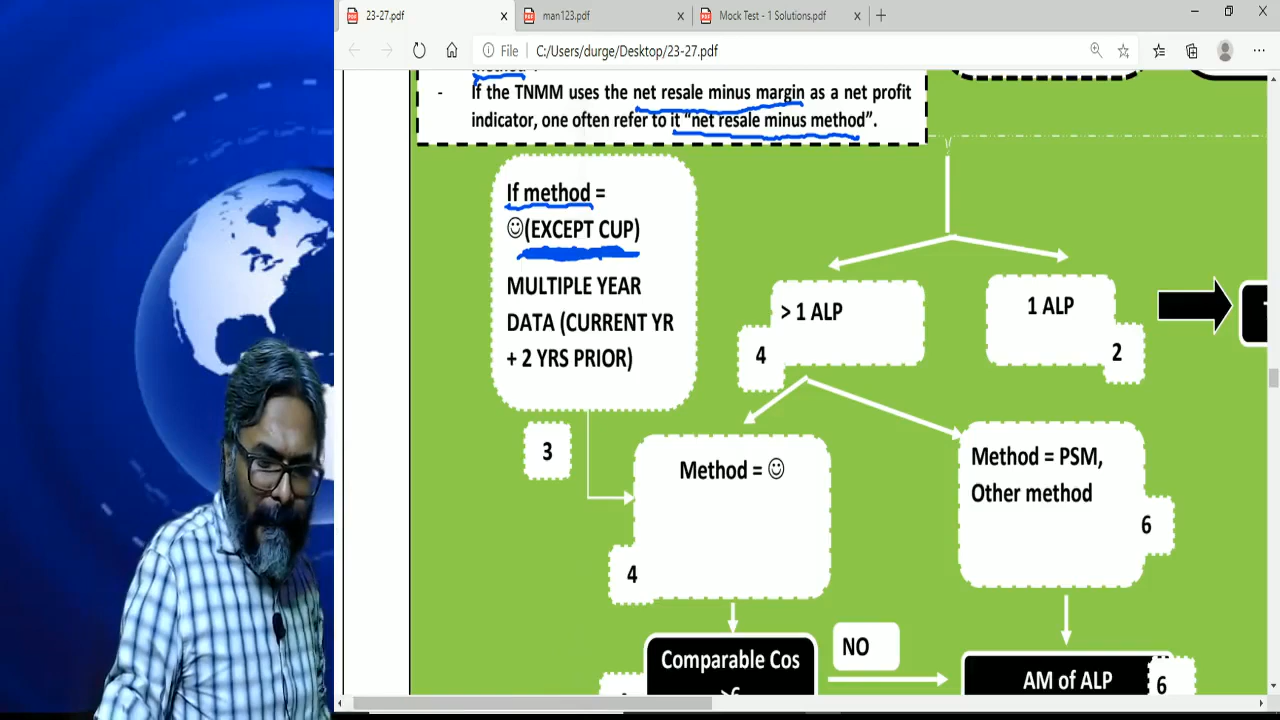 23-27.pdf
man123.pdf
Mock Test - 1 Solutions.pdf
File
C:/Users/durge/Desktop/23-27.pdf
- If the TNMM uses the net resale minus margin as a net profit
indicator, one often refer to it “net resale minus method”.
If method =
☺(EXCEPT CUP)
MULTIPLE YEAR
DATA (CURRENT YR
+ 2 YRS PRIOR)
3
> 1 ALP
4
1 ALP
2
Method = ☺
4
Method = PSM,
Other method
6
Comparable Cos
NO
AM of ALP
6